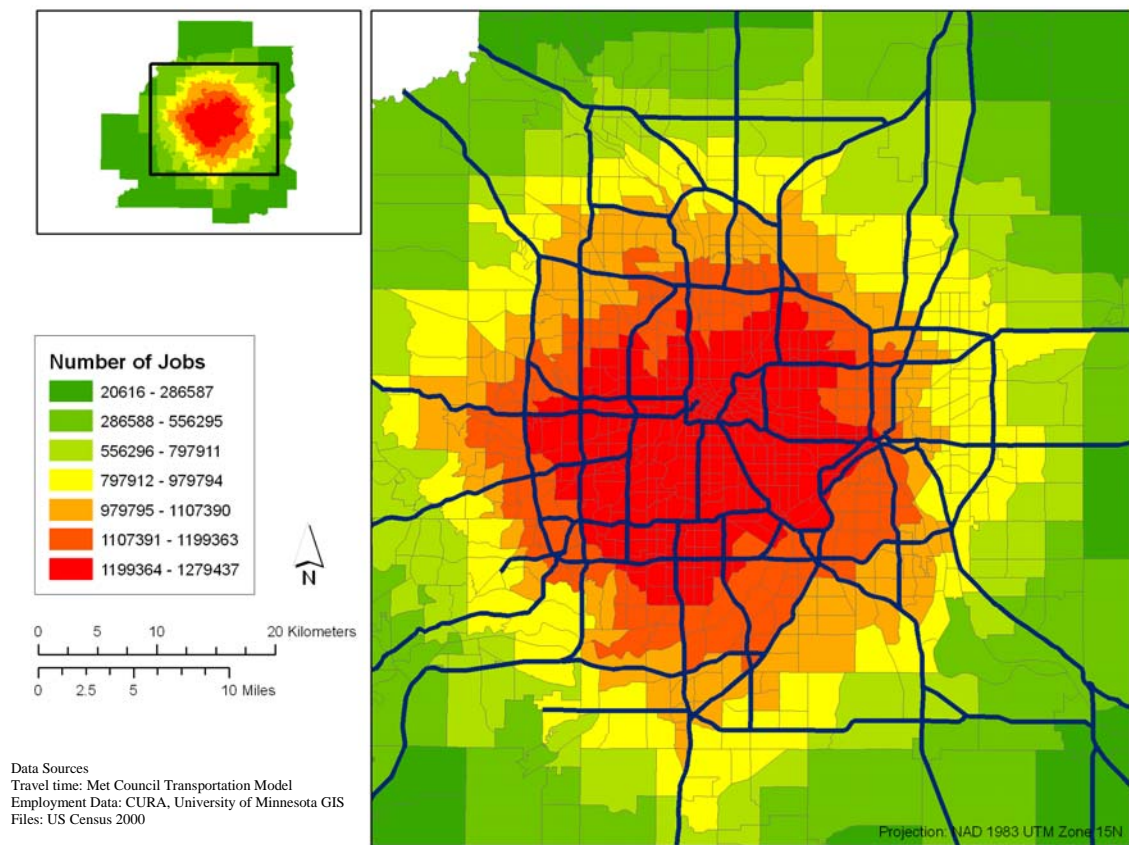 Number of Jobs
20616 - 286587
286588 - 556295
556296 - 797911
797912 - 979794
979795 - 1107390
1107391 - 1199363
1199364 - 1279437
N
0 5 10 20 Kilometers
0 2.5 5 10 Miles
Data Sources
Travel time: Met Council Transportation Model
Employment Data: CURA, University of Minnesota GIS
Files: US Census 2000
Projection: NAD 1983 UTM Zone 15N